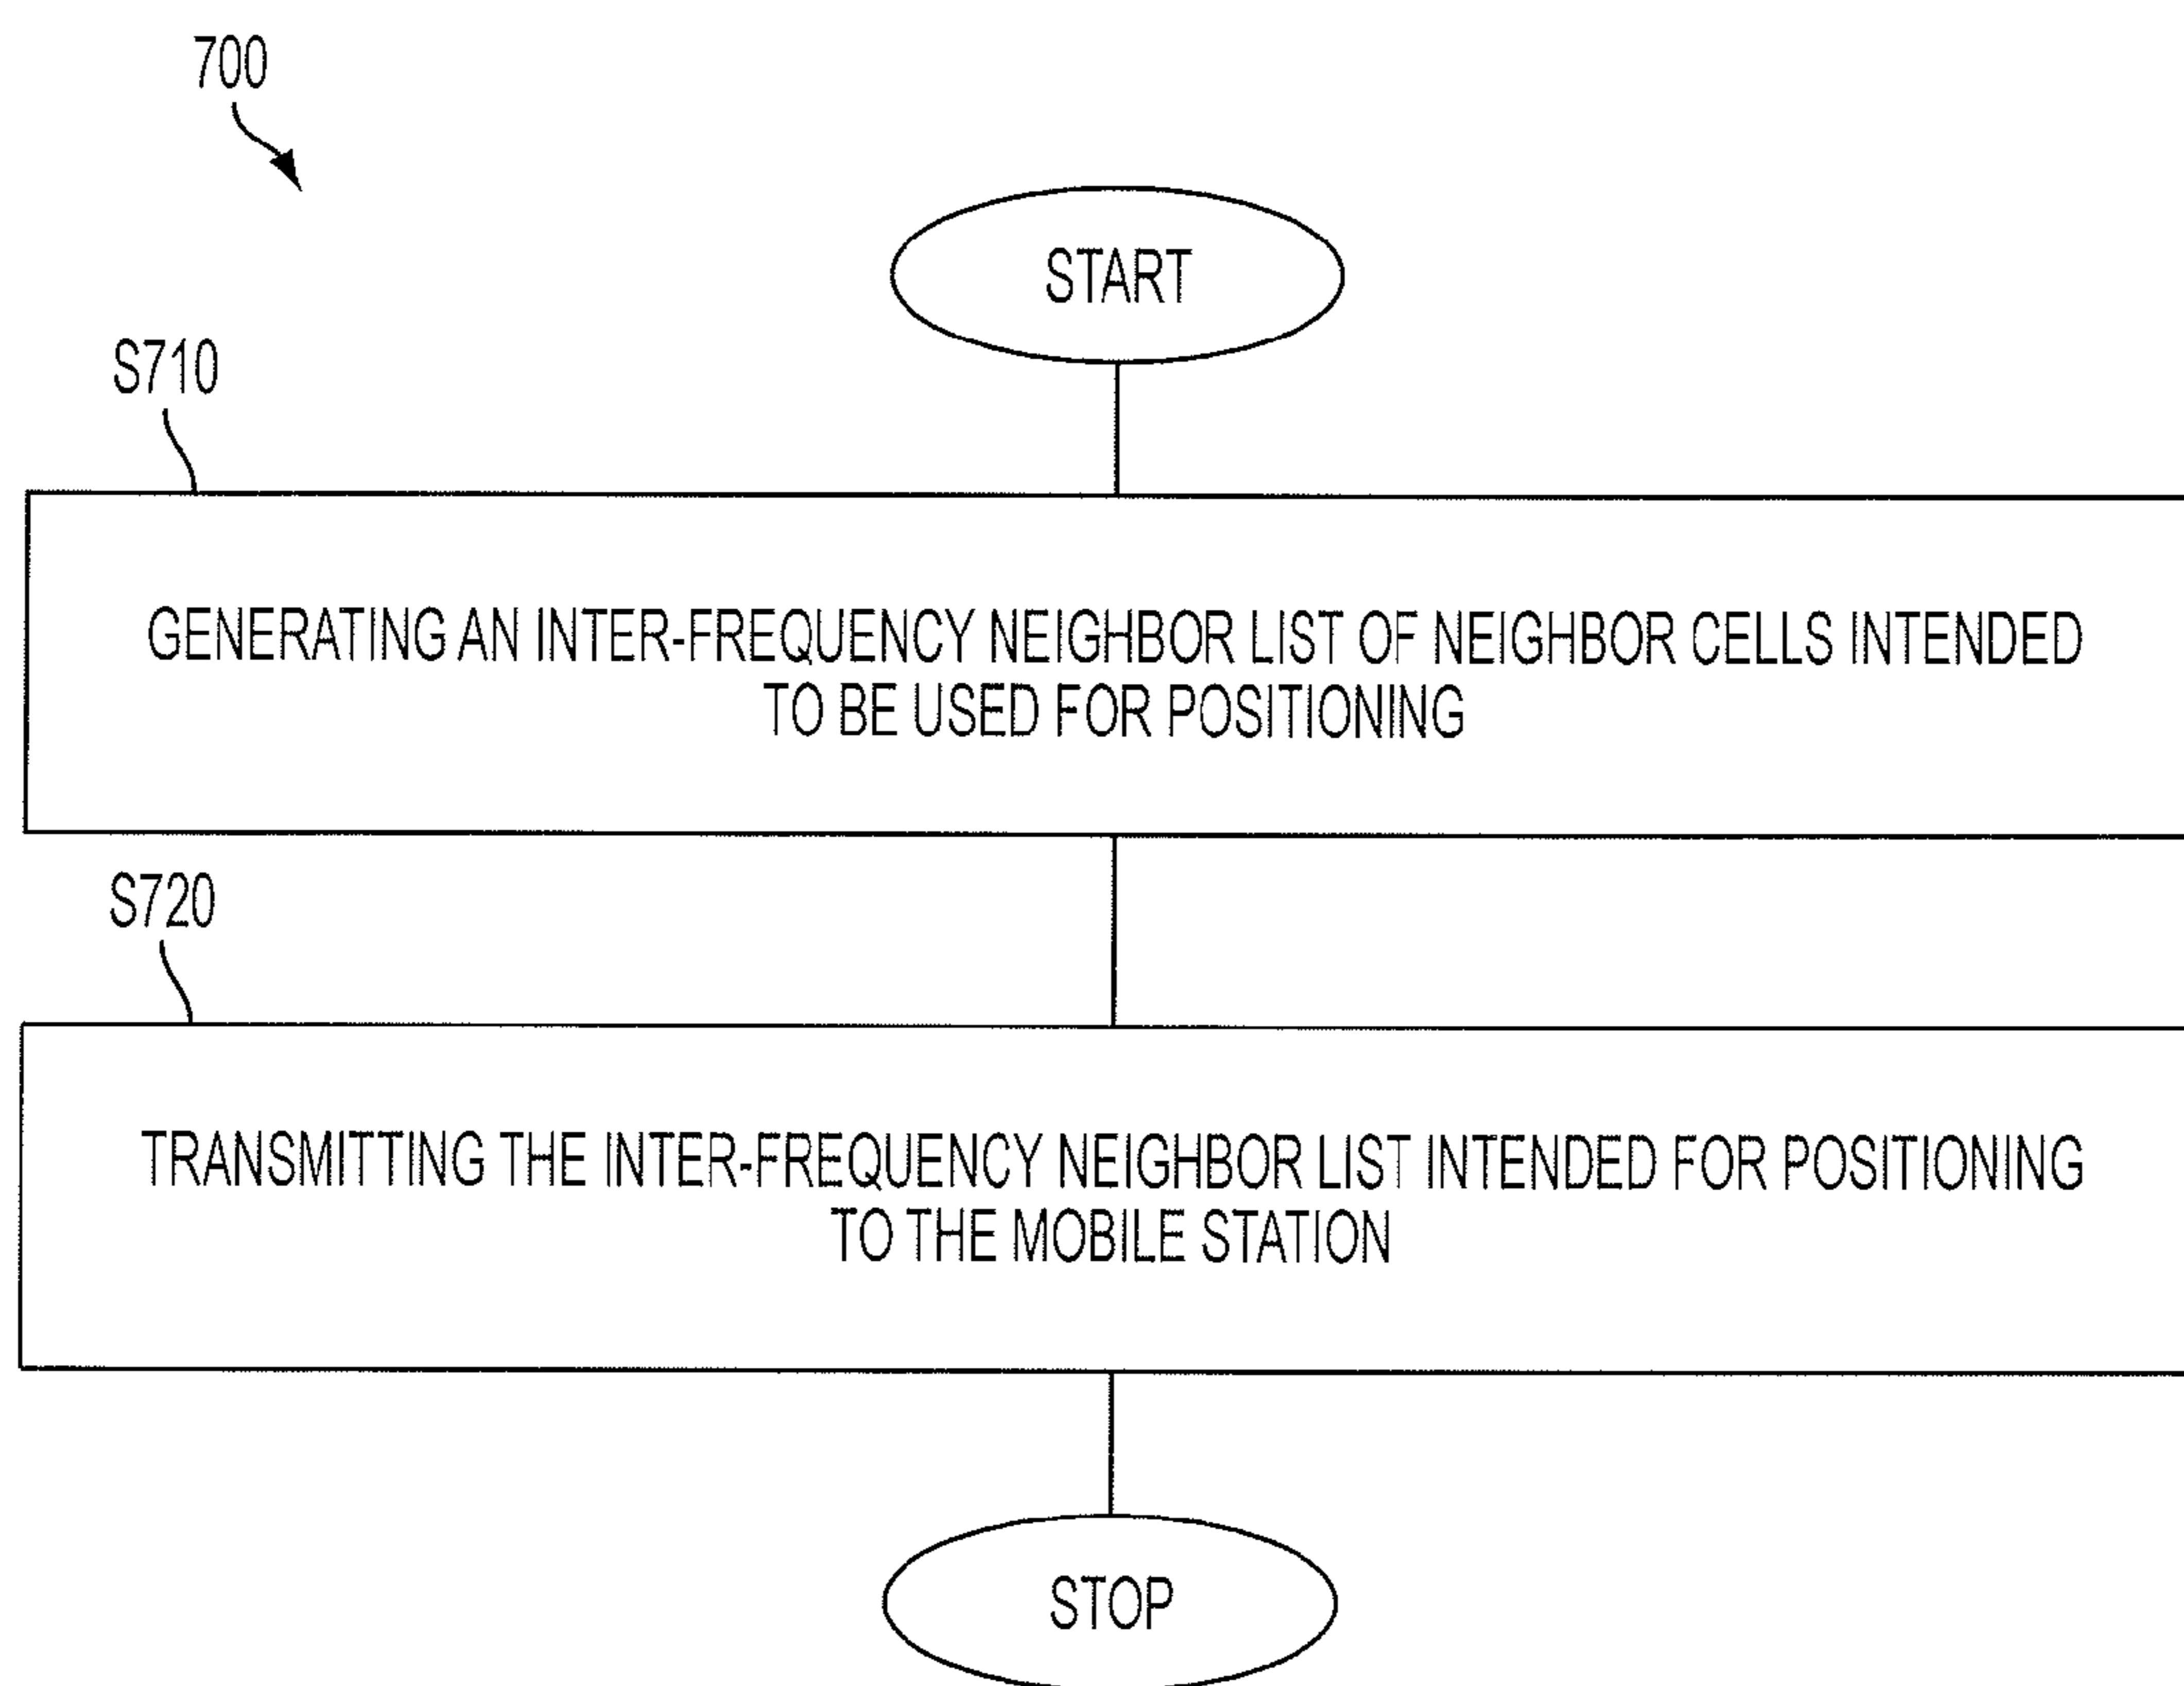 700
START
S710
GENERATING AN INTER-FREQUENCY NEIGHBOR LIST OF NEIGHBOR CELLS INTENDED
TO BE USED FOR POSITIONING
S720
TRANSMITTING THE INTER-FREQUENCY NEIGHBOR LIST INTENDED FOR POSITIONING
TO THE MOBILE STATION
STOP